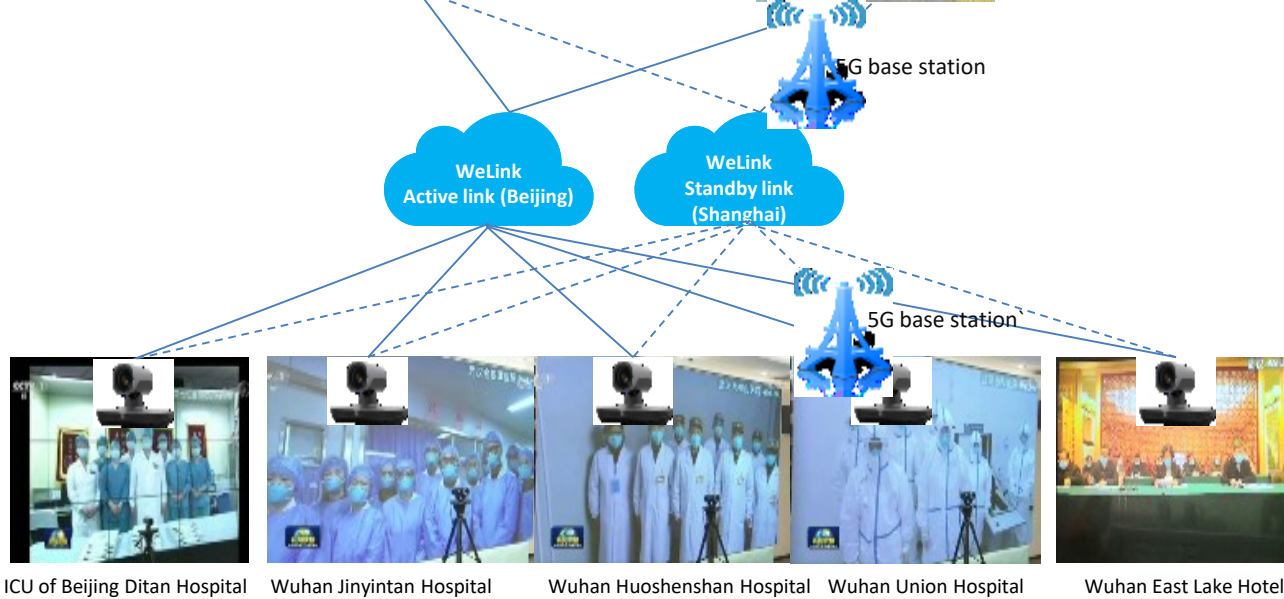 5G base station
WeLink
Active link (Beijing)
WeLink
Standby link
(Shanghai)
5G base station`
ICU of Beijing Ditan Hospital
Wuhan Jinyintan Hospital
Wuhan Huoshenshan Hospital
Wuhan Union Hospital
Wuhan East Lake Hotel